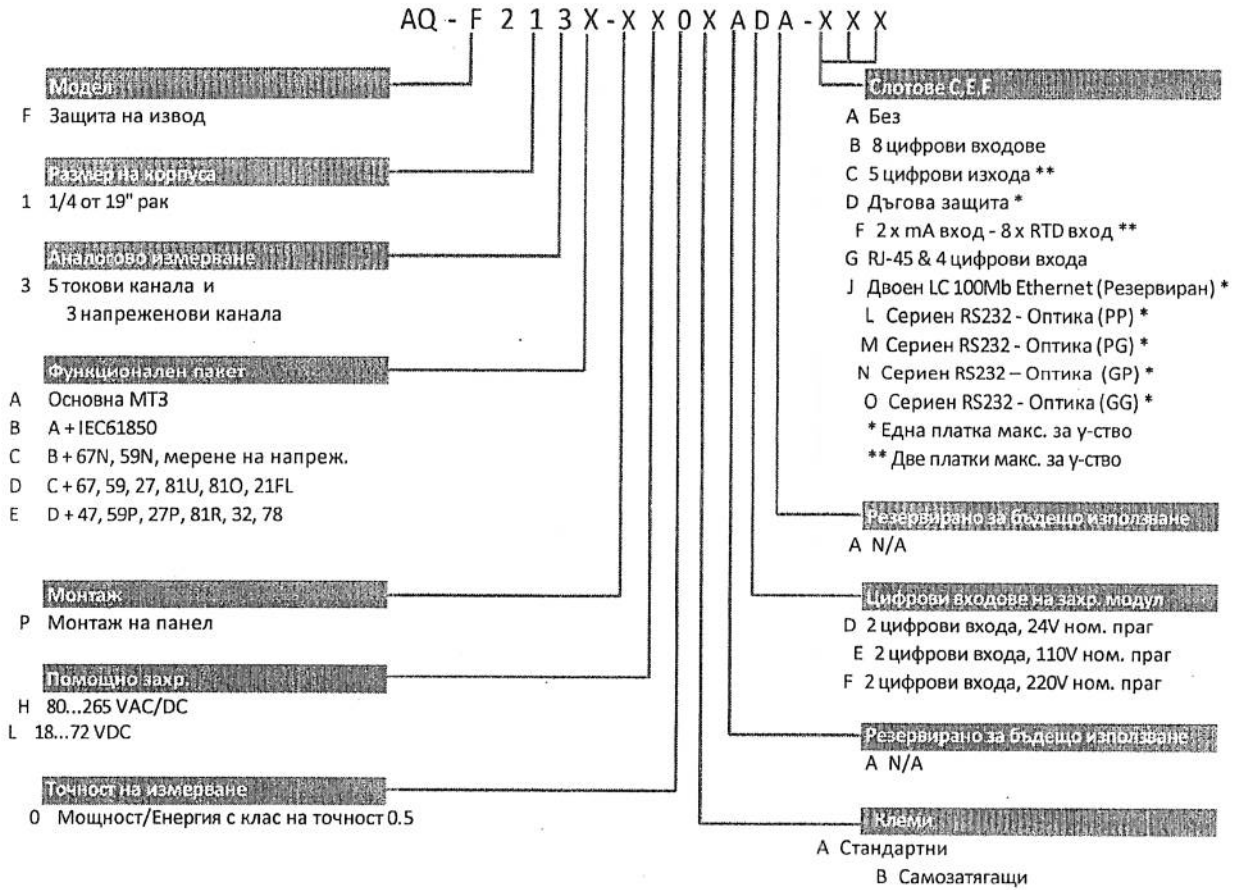 AQ - F 2 1 3 X - X X 0 X A D A - X X X
Модел
F Защита на извод
Размер на корпуса
1 1/4 от 19" рак
Аналогово измерване
3 5 токови канала и
3 напреженови канала
Функционален пакет
A Основна МТЗ
B A + IEC61850
C B + 67N, 59N, мерене на напреж.
D C + 67, 59, 27, 81U, 81O, 21FL
E D + 47, 59P, 27P, 81R, 32, 78
Монтаж
P Монтаж на панел
Помощно захр.
H 80...265 VAC/DC
L 18...72 VDC
Точност на измерване
0 Мощност/Енергия с клас на точност 0.5
Слотове C,E,F
A Без
B 8 цифрови входове
C 5 цифрови изхода **
D Дъгова защита *
F 2 x mA вход - 8 x RTD вход **
G RJ-45 & 4 цифрови входа
J Двоен LC 100Mb Ethernet (Резервиран) *
L Сериен RS232 - Оптика (PP) *
M Сериен RS232 - Оптика (PG) *
N Сериен RS232 – Оптика (GP) *
O Сериен RS232 - Оптика (GG) *
* Една платка макс. за у-ство
** Две платки макс. за у-ство
Резервирано за бъдещо използване
A N/A
Цифрови входове на захр. модул
D 2 цифрови входа, 24V ном. праг
E 2 цифрови входа, 110V ном. праг
F 2 цифрови входа, 220V ном. праг
Резервирано за бъдещо използване
A N/A
Клеми
A Стандартни
B Самозатягащи